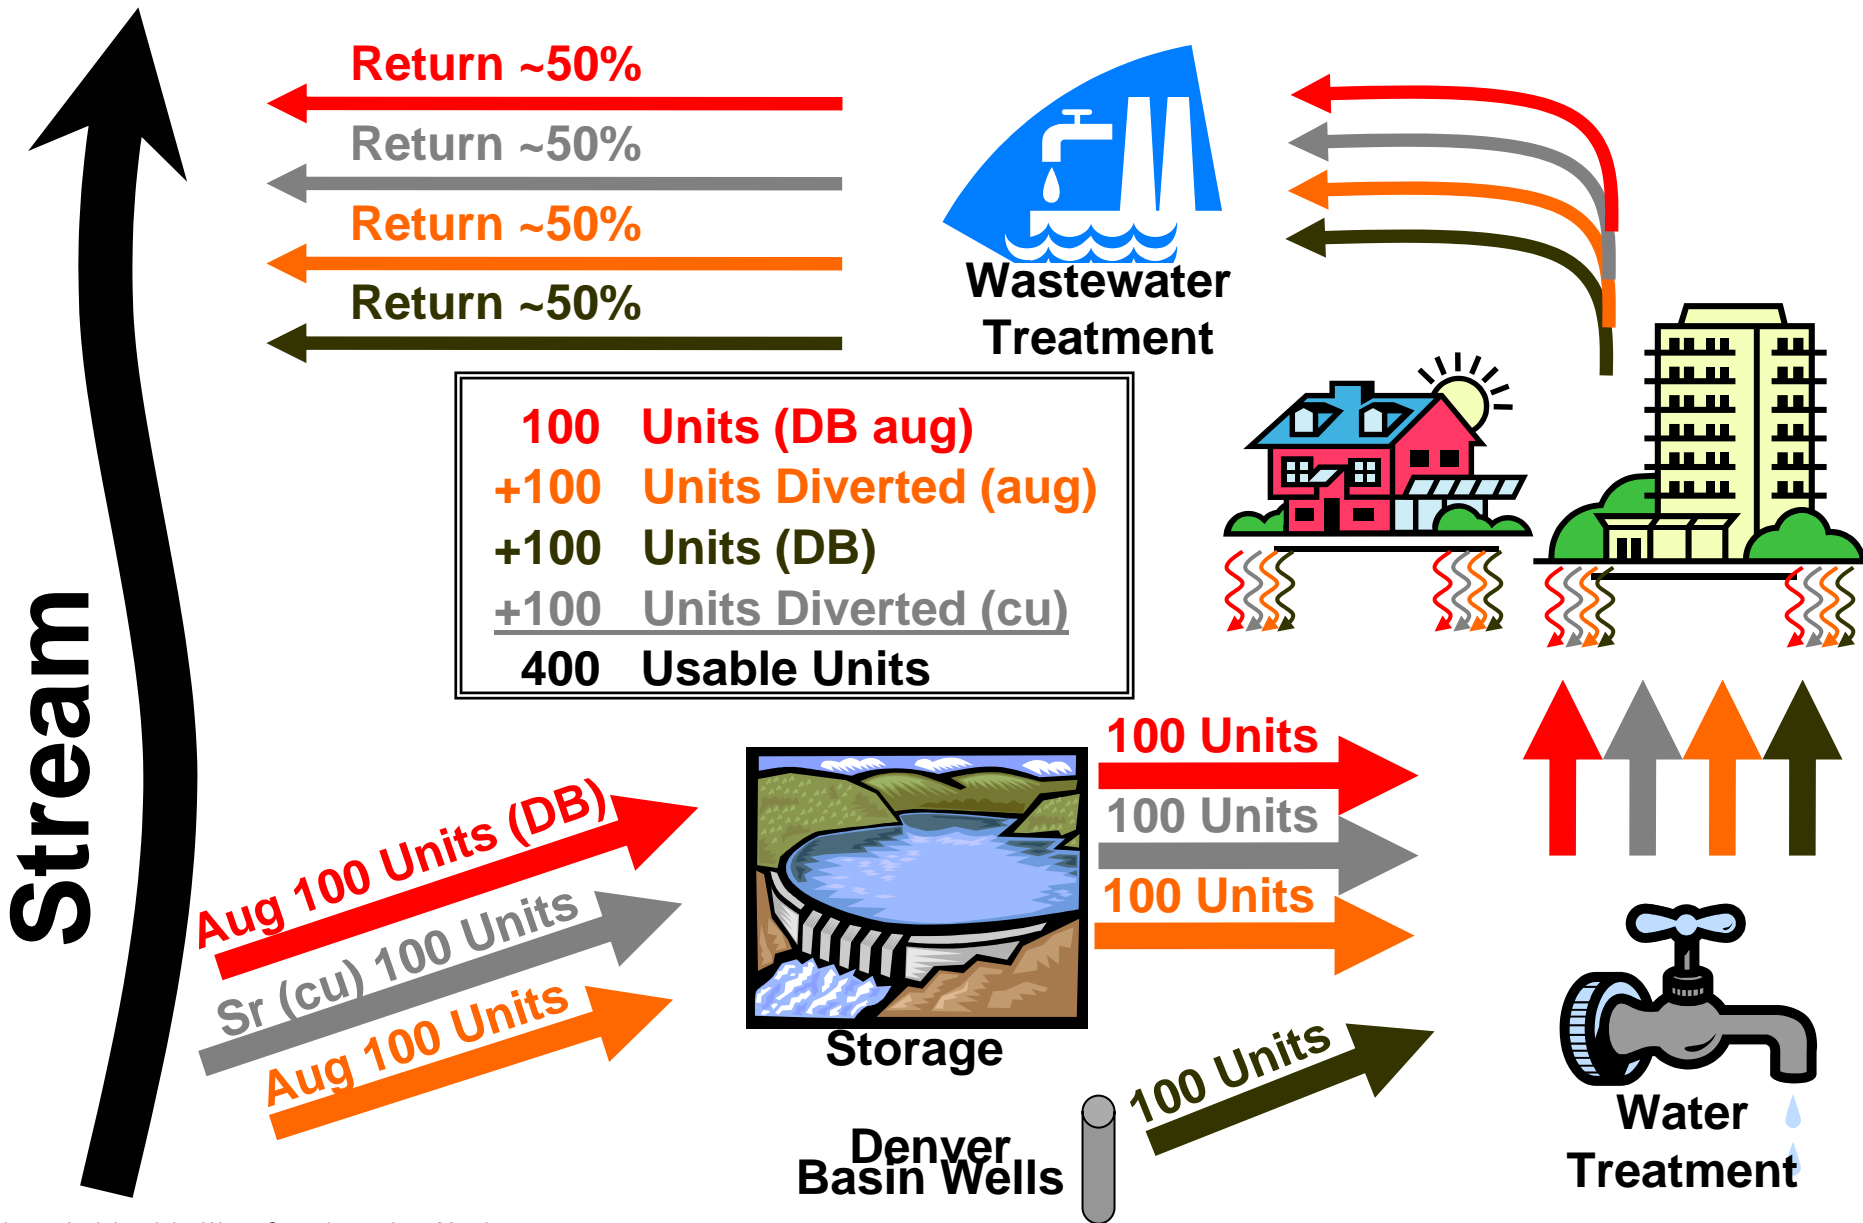 Return ~50%
Return ~50%
Return ~50%
Return ~50%
Wastewater
Treatment
100 Units (DB aug)
+100 Units Diverted (aug)
+100 Units (DB)
+100 Units Diverted (cu)
400 Usable Units
Stream
Aug 100 Units (DB)
Sr (cu) 100 Units
Aug 100 Units
100 Units
100 Units
100 Units
Storage
100 Units
Denver
Basin Wells
Water
Treatment